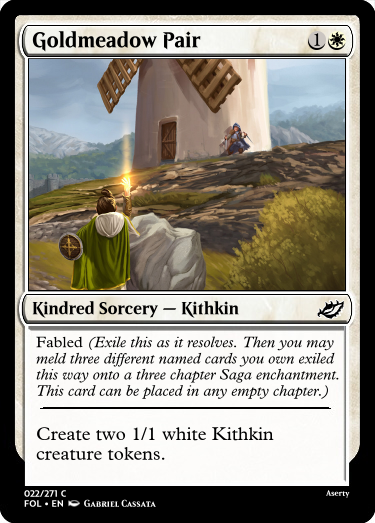 Goldmeadow Pair 1
Kindred Sorcery — Kithkin
Fabled (Exile this as it resolves. Then you may
meld three different named cards you own exiled
this way onto a three chapter Saga enchantment.
This card can be placed in any empty chapter.)
Create two 1/1 white Kithkin
creature tokens.
022/271 C
Aserty
FOL • EN Gabriel Cassata